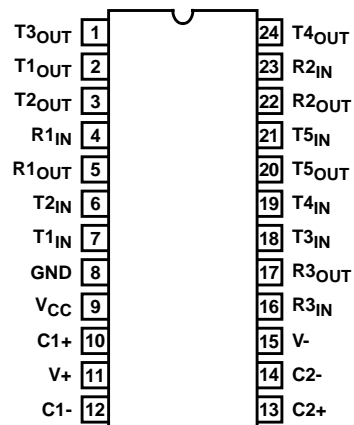 T3OUT 1 24 T4OUT
T1OUT 2 23 R2IN
T2OUT 3 22 R2OUT
R1IN 4 21 T5IN
R1OUT 5 20 T5OUT
T2IN 6 19 T4IN
T1IN 7 18 T3IN
GND 8 17 R3OUT
VCC 9 16 R3IN
C1+ 10 15 V-
V+ 11 14 C2-
C1- 12 13 C2+